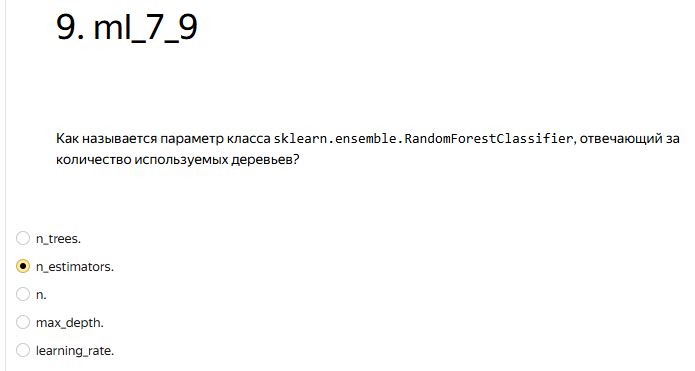 9. ml_7_9
Как называется параметр класса sklearn.ensemble.RandomForestClassifier, отвечающий за
количество используемых деревьев?
n_trees.
n_estimators.
n.
max_depth.
learning_rate.